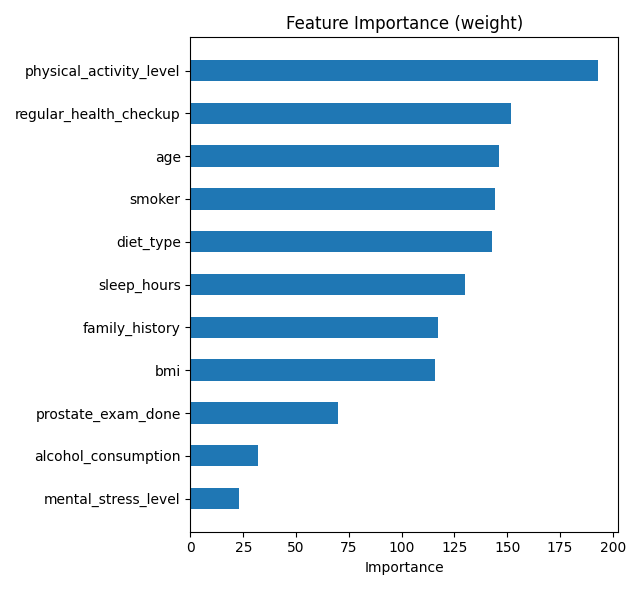 Feature Importance (weight)
physical_activity_level
regular_health_checkup
age
smoker
diet_type
sleep_hours
family_history
bmi
prostate_exam_done
alcohol_consumption
mental_stress_level
0 25 50 75 100 125 150 175 200
Importance